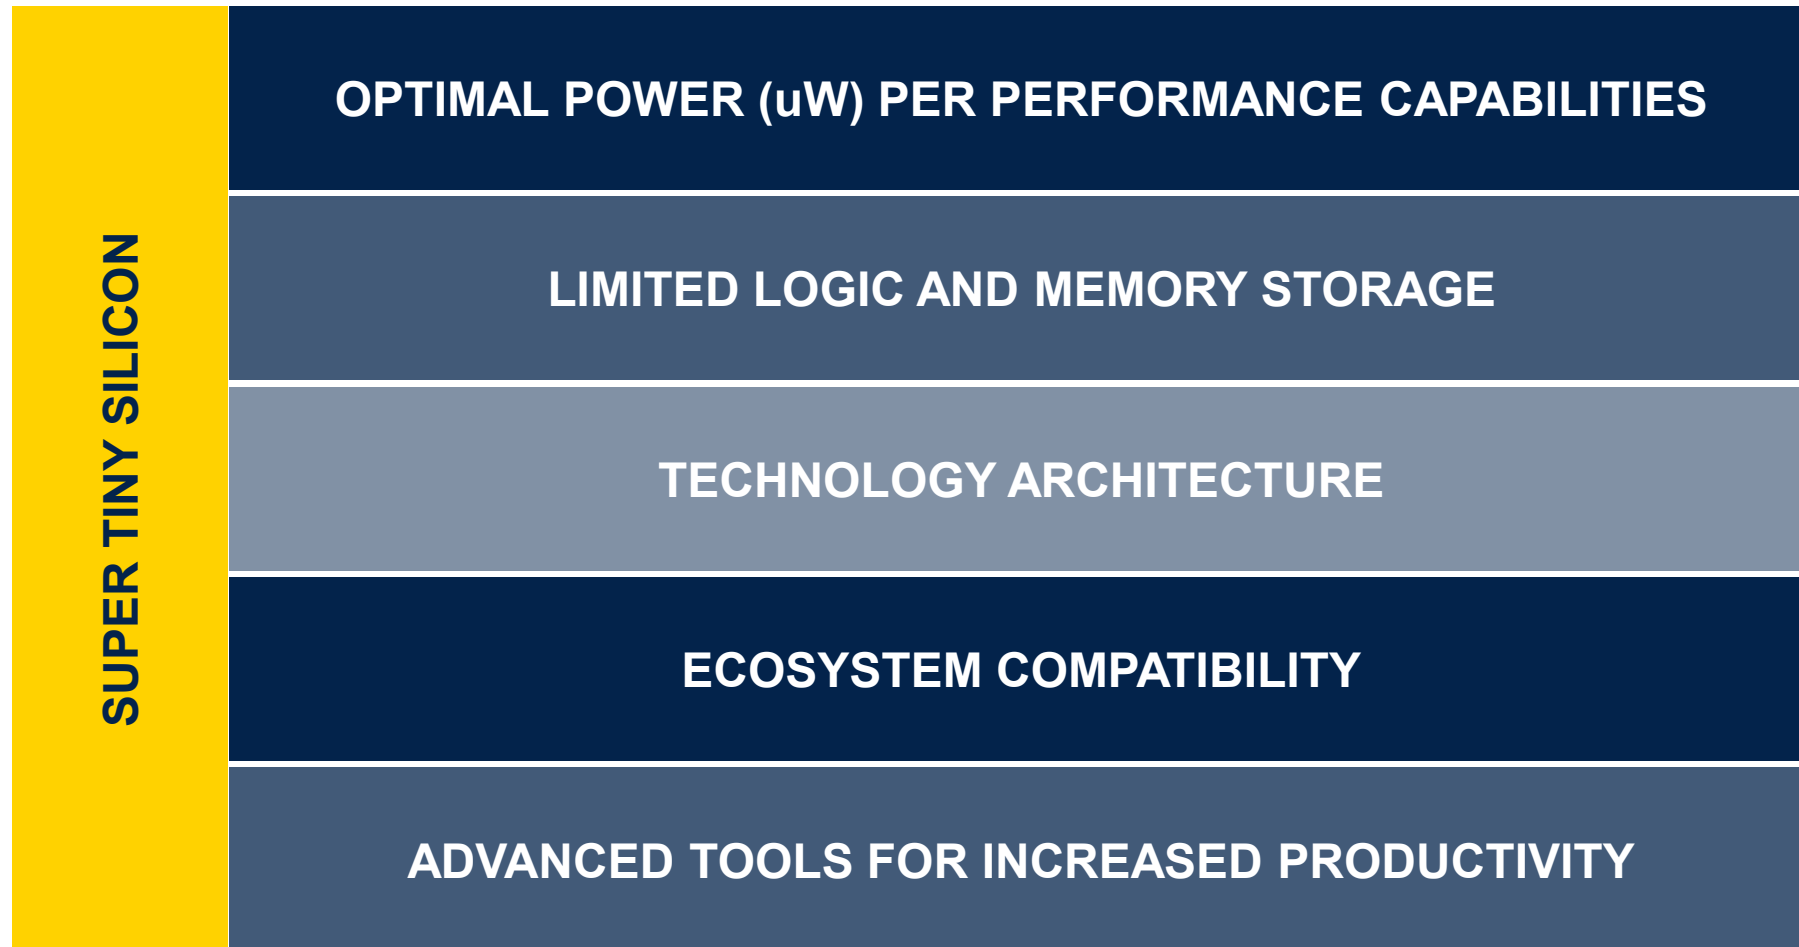 SUPER TINY SILICON
OPTIMAL POWER (uW) PER PERFORMANCE CAPABILITIES
LIMITED LOGIC AND MEMORY STORAGE
TECHNOLOGY ARCHITECTURE
ECOSYSTEM COMPATIBILITY
ADVANCED TOOLS FOR INCREASED PRODUCTIVITY